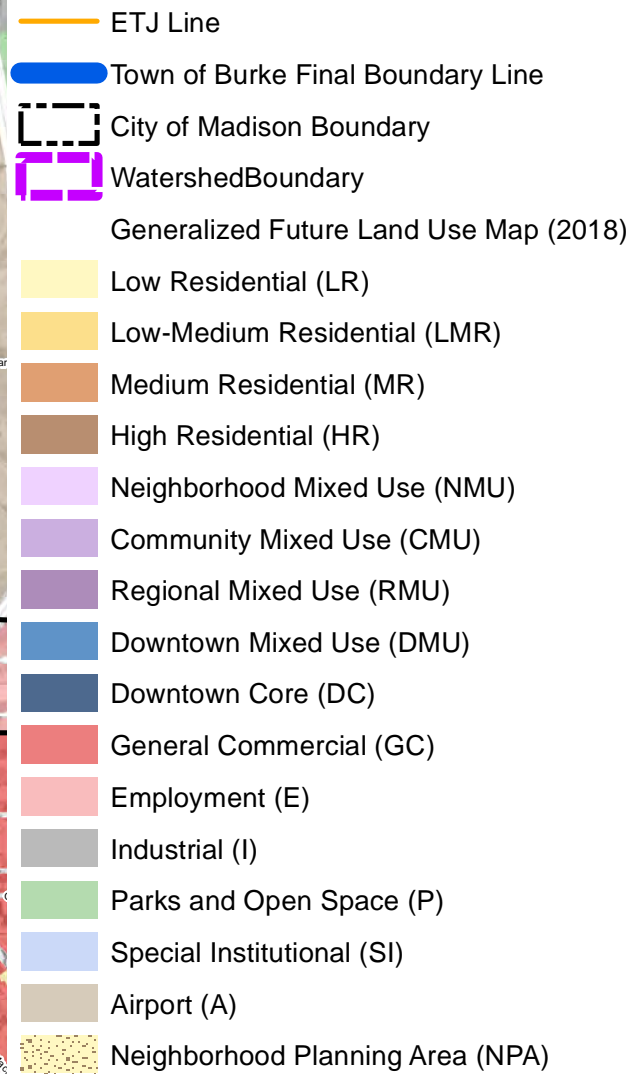 ETJ Line
Town of Burke Final Boundary Line
City of Madison Boundary
WatershedBoundary
Generalized Future Land Use Map (2018)
Low Residential (LR)
Low-Medium Residential (LMR)
Medium Residential (MR)
High Residential (HR)
Neighborhood Mixed Use (NMU)
Community Mixed Use (CMU)
Regional Mixed Use (RMU)
Downtown Mixed Use (DMU)
Downtown Core (DC)
General Commercial (GC)
Employment (E)
Industrial (I)
Parks and Open Space (P)
Special Institutional (SI)
Airport (A)
Neighborhood Planning Area (NPA)